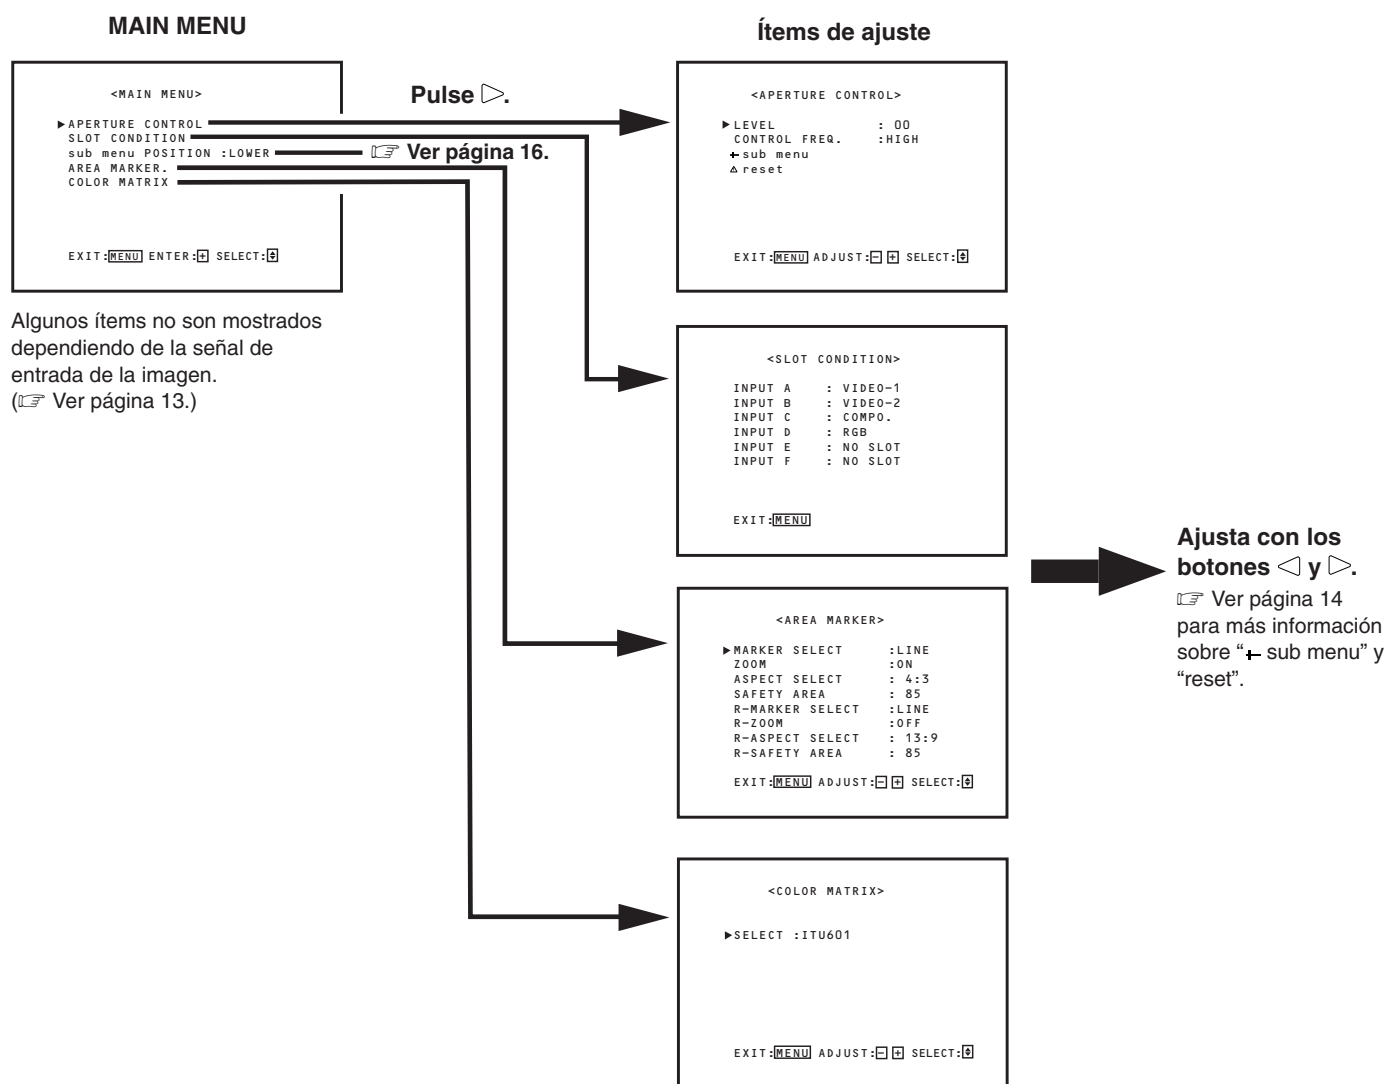 MAIN MENU
<MAIN MENU>
▶APERTURE CONTROL
SLOT CONDITION
sub menu POSITION :LOWER
AREA MARKER.
COLOR MATRIX
EXIT:MENU ENTER:+ SELECT:
Algunos ítems no son mostrados
dependiendo de la señal de
entrada de la imagen.
(☞ Ver página 13.)
Pulse ▷.
☞ Ver página 16.
Ítems de ajuste
<APERTURE CONTROL>
▶LEVEL : 00
CONTROL FREQ. :HIGH
sub menu
reset
EXIT:MENU ADJUST:- + SELECT:
<SLOT CONDITION>
INPUT A : VIDEO-1
INPUT B : VIDEO-2
INPUT C : COMPO.
INPUT D : RGB
INPUT E : NO SLOT
INPUT F : NO SLOT
EXIT:MENU
<AREA MARKER>
▶MARKER SELECT :LINE
ZOOM :ON
ASPECT SELECT : 4:3
SAFETY AREA : 85
R-MARKER SELECT :LINE
R-ZOOM :OFF
R-ASPECT SELECT : 13:9
R-SAFETY AREA : 85
EXIT:MENU ADJUST:- + SELECT:
<COLOR MATRIX>
▶SELECT :ITU601
EXIT:MENU ADJUST:- + SELECT:
Ajusta con los
botones ◁ y ▷.
☞ Ver página 14
para más información
sobre “ sub menu” y
“reset”.